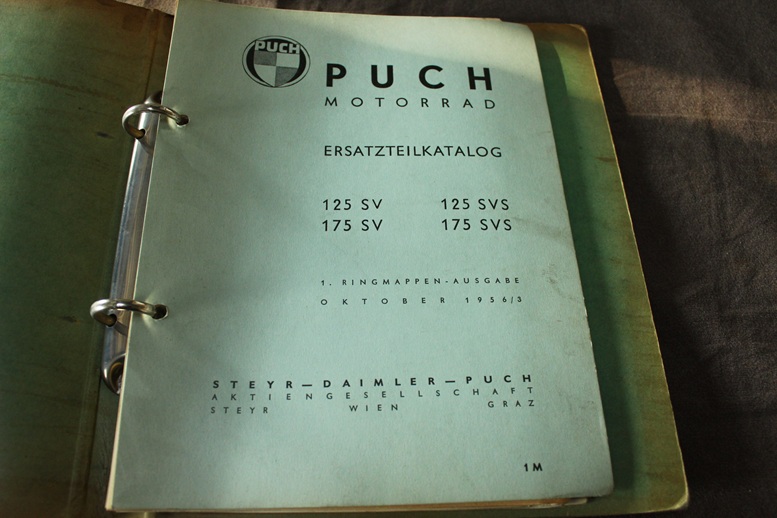 PUCH
PUCH
MOTORRAD
ERSATZTEILKATALOG
125 SV 125 SVS
175 SV 175 SVS
1. RINGMAPPEN-AUSGABE
OKTOBER 1956/3
STEYR—DAIMLER—PUCH
AKTIENGESELLSCHAFT
STEYR WIEN GRAZ
1M